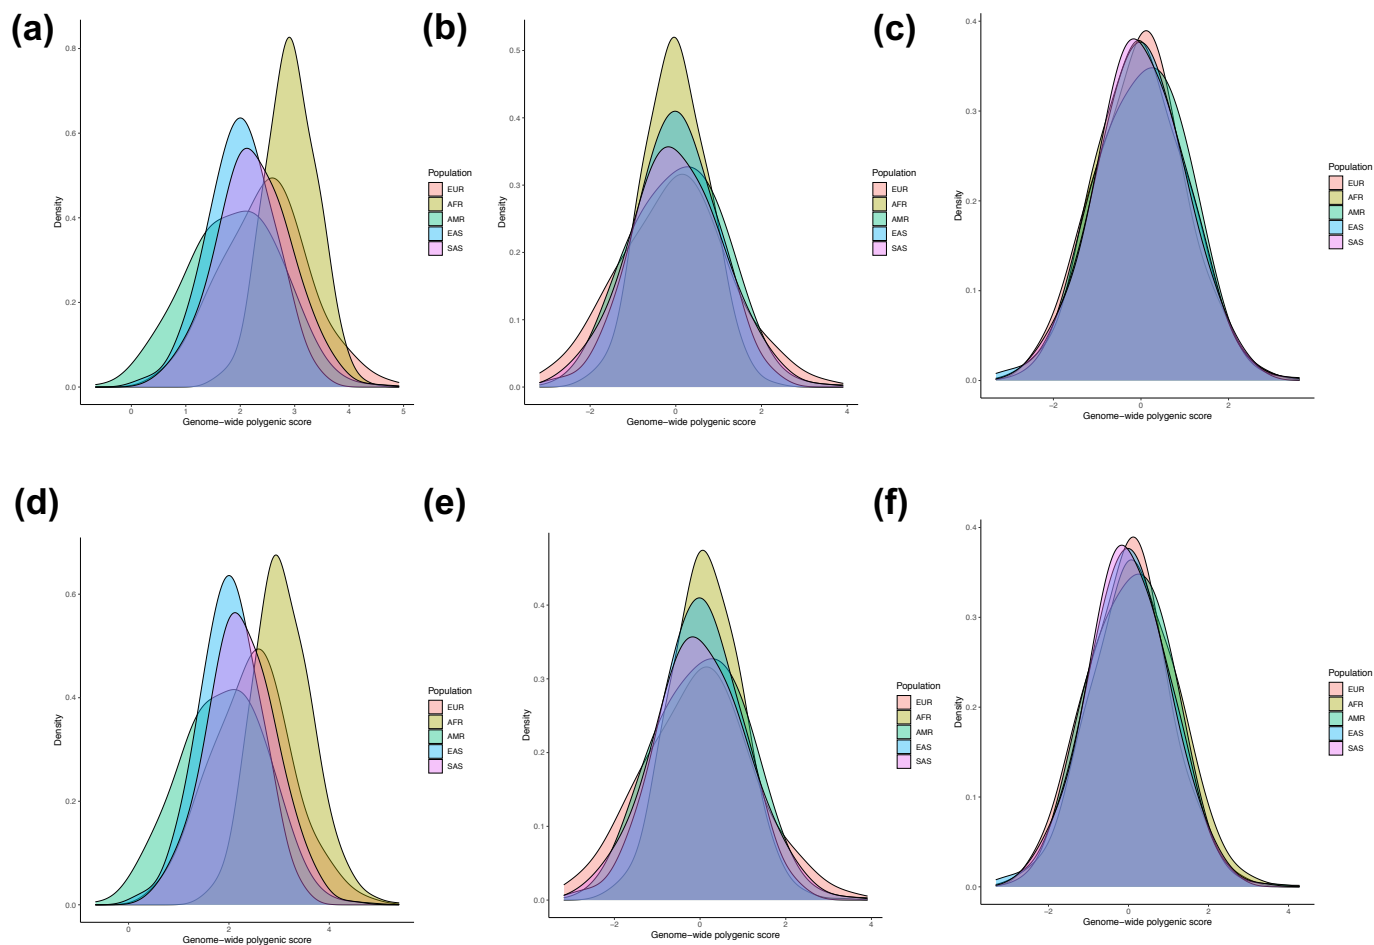 (a)
0.8
0.6
0.4
0.2
0.0
Density
0
1
2
3
4
5
Genome−wide polygenic score
Population
EUR
AFR
AMR
EAS
SAS
(b)
0.5
0.4
0.3
0.2
0.1
0.0
Density
−2
0
2
4
Genome−wide polygenic score
Population
EUR
AFR
AMR
EAS
SAS
(c)
0.4
0.3
0.2
0.1
0.0
Density
−2
0
2
Genome−wide polygenic score
Population
EUR
AFR
AMR
EAS
SAS
(d)
0.6
0.4
0.2
0.0
Density
0
2
4
Genome−wide polygenic score
Population
EUR
AFR
AMR
EAS
SAS
(e)
0.4
0.3
0.2
0.1
0.0
Density
−2
0
2
4
Genome−wide polygenic score
Population
EUR
AFR
AMR
EAS
SAS
(f)
0.4
0.3
0.2
0.1
0.0
Density
−2
0
2
4
Genome−wide polygenic score
Population
EUR
AFR
AMR
EAS
SAS